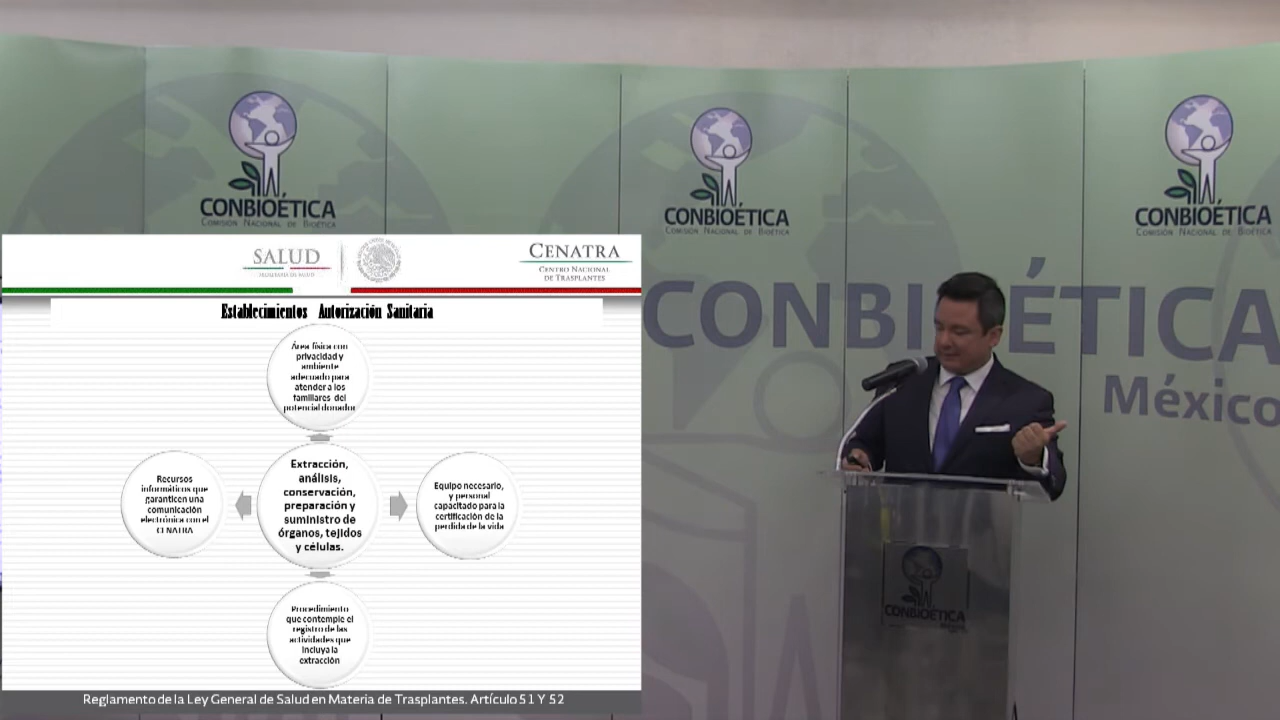 CONBIOÉTICA
COMISIÓN NACIONAL DE BIOÉTICA
CONBIOÉTICA
COMISIÓN NACIONAL DE BIOÉTICA
CONBIOÉTICA
COMISIÓN NACIONAL DE BIOÉTICA
SALUD
SECRETARÍA DE SALUD
CENATRA
CENTRO NACIONAL
DE TRASPLANTES
Establecimientos Autorización Sanitaria
Área física con
privacidad y
ambiente
adecuado para
atender a los
familiares del
potencial donador
Recursos
informáticos que
garanticen una
comunicación
electrónica con el
CENATRA
Extracción,
análisis,
conservación,
preparación y
suministro de
órganos, tejidos
y células.
Equipo necesario,
y personal
capacitado para la
certificación de la
perdida de la vida
Procedimiento
que contemple el
registro de las
actividades que
incluya la
extracción
Reglamento de la Ley General de Salud en Materia de Trasplantes. Artículo 51 Y 52
CONBIOÉTICA
México
CONBIOÉTICA